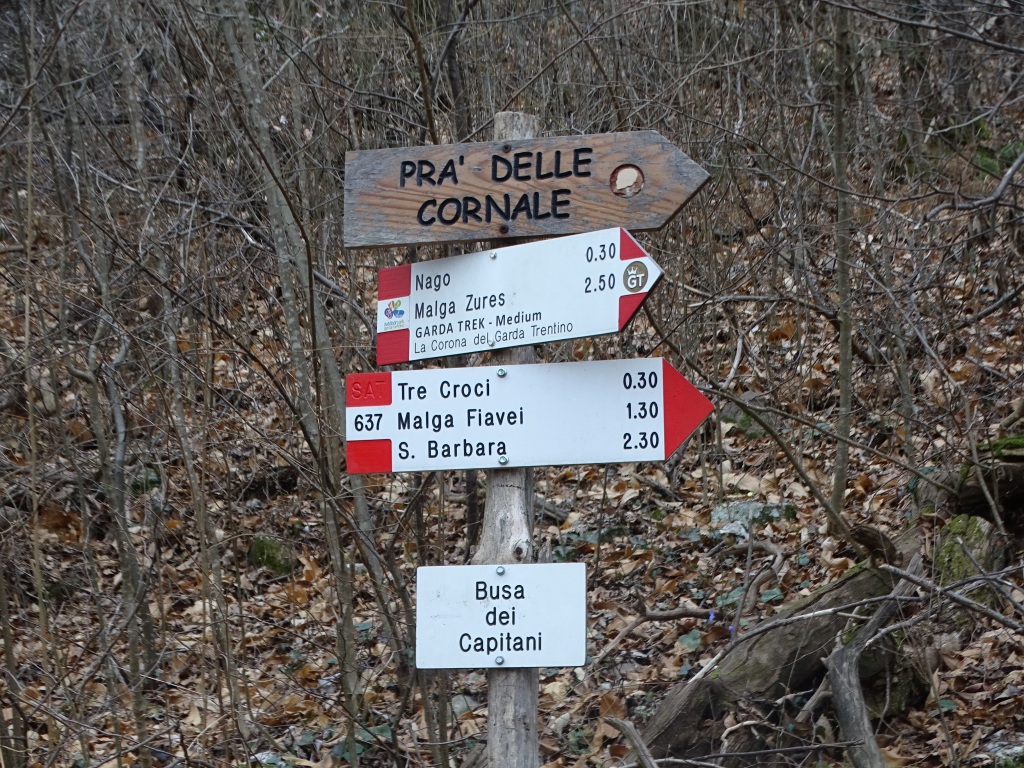 PRA' DELLE
CORNALE
Nago 0.30
Malga Zures 2.50
GT
GARDA TREK - Medium
La Corona del Garda Trentino
SAT Tre Croci 0.30
637 Malga Fiavei 1.30
S. Barbara 2.30
Busa
dei
Capitani